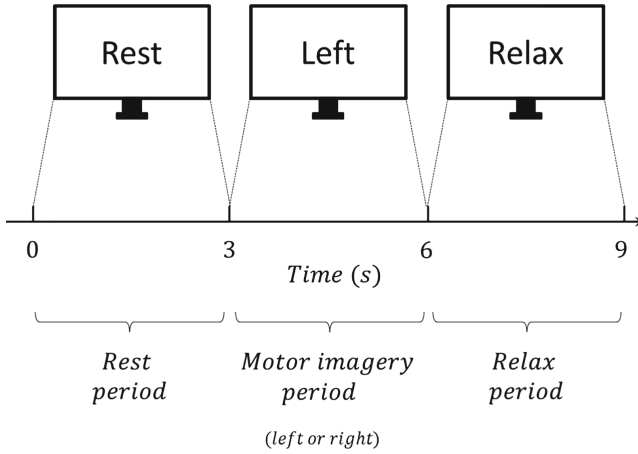 Rest Left Relax
0 3 6 9
Time (s)
Rest Motor imagery Relax
period period period
(left or right)